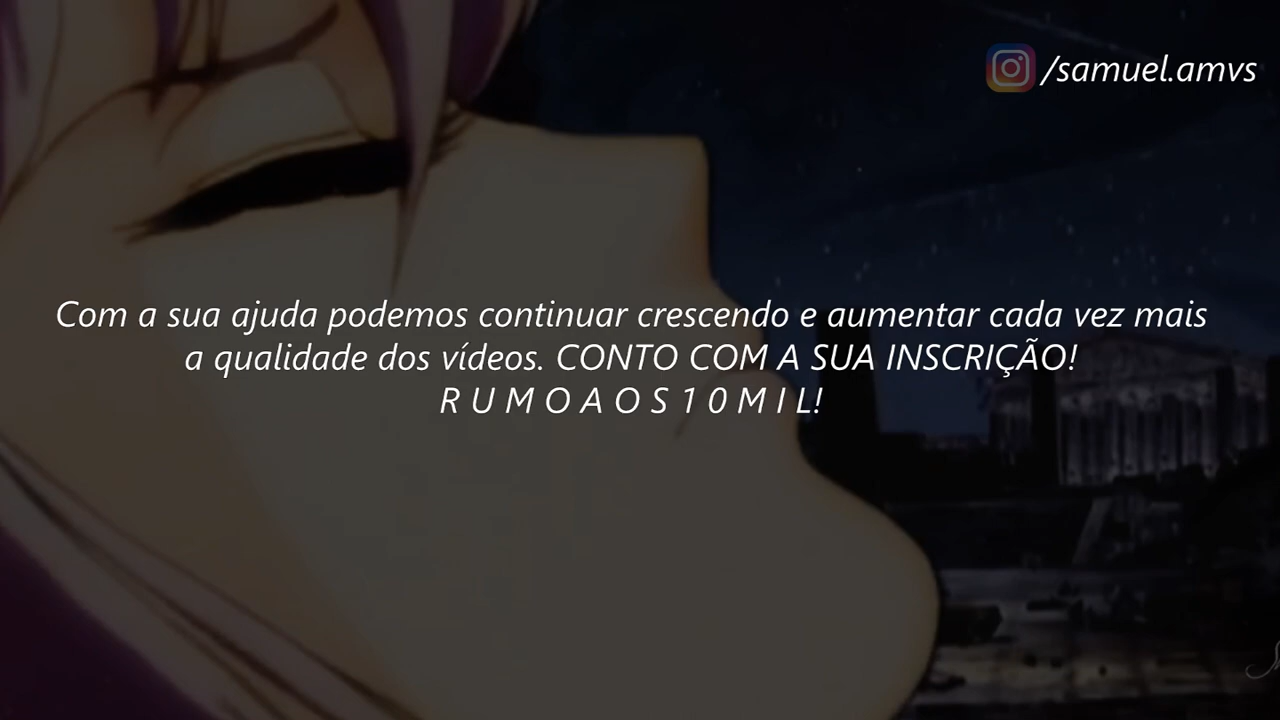 /samuel.amvs
Com a sua ajuda podemos continuar crescendo e aumentar cada vez mais
a qualidade dos vídeos. CONTO COM A SUA INSCRIÇÃO!
R U M O A O S 1 0 M I L!